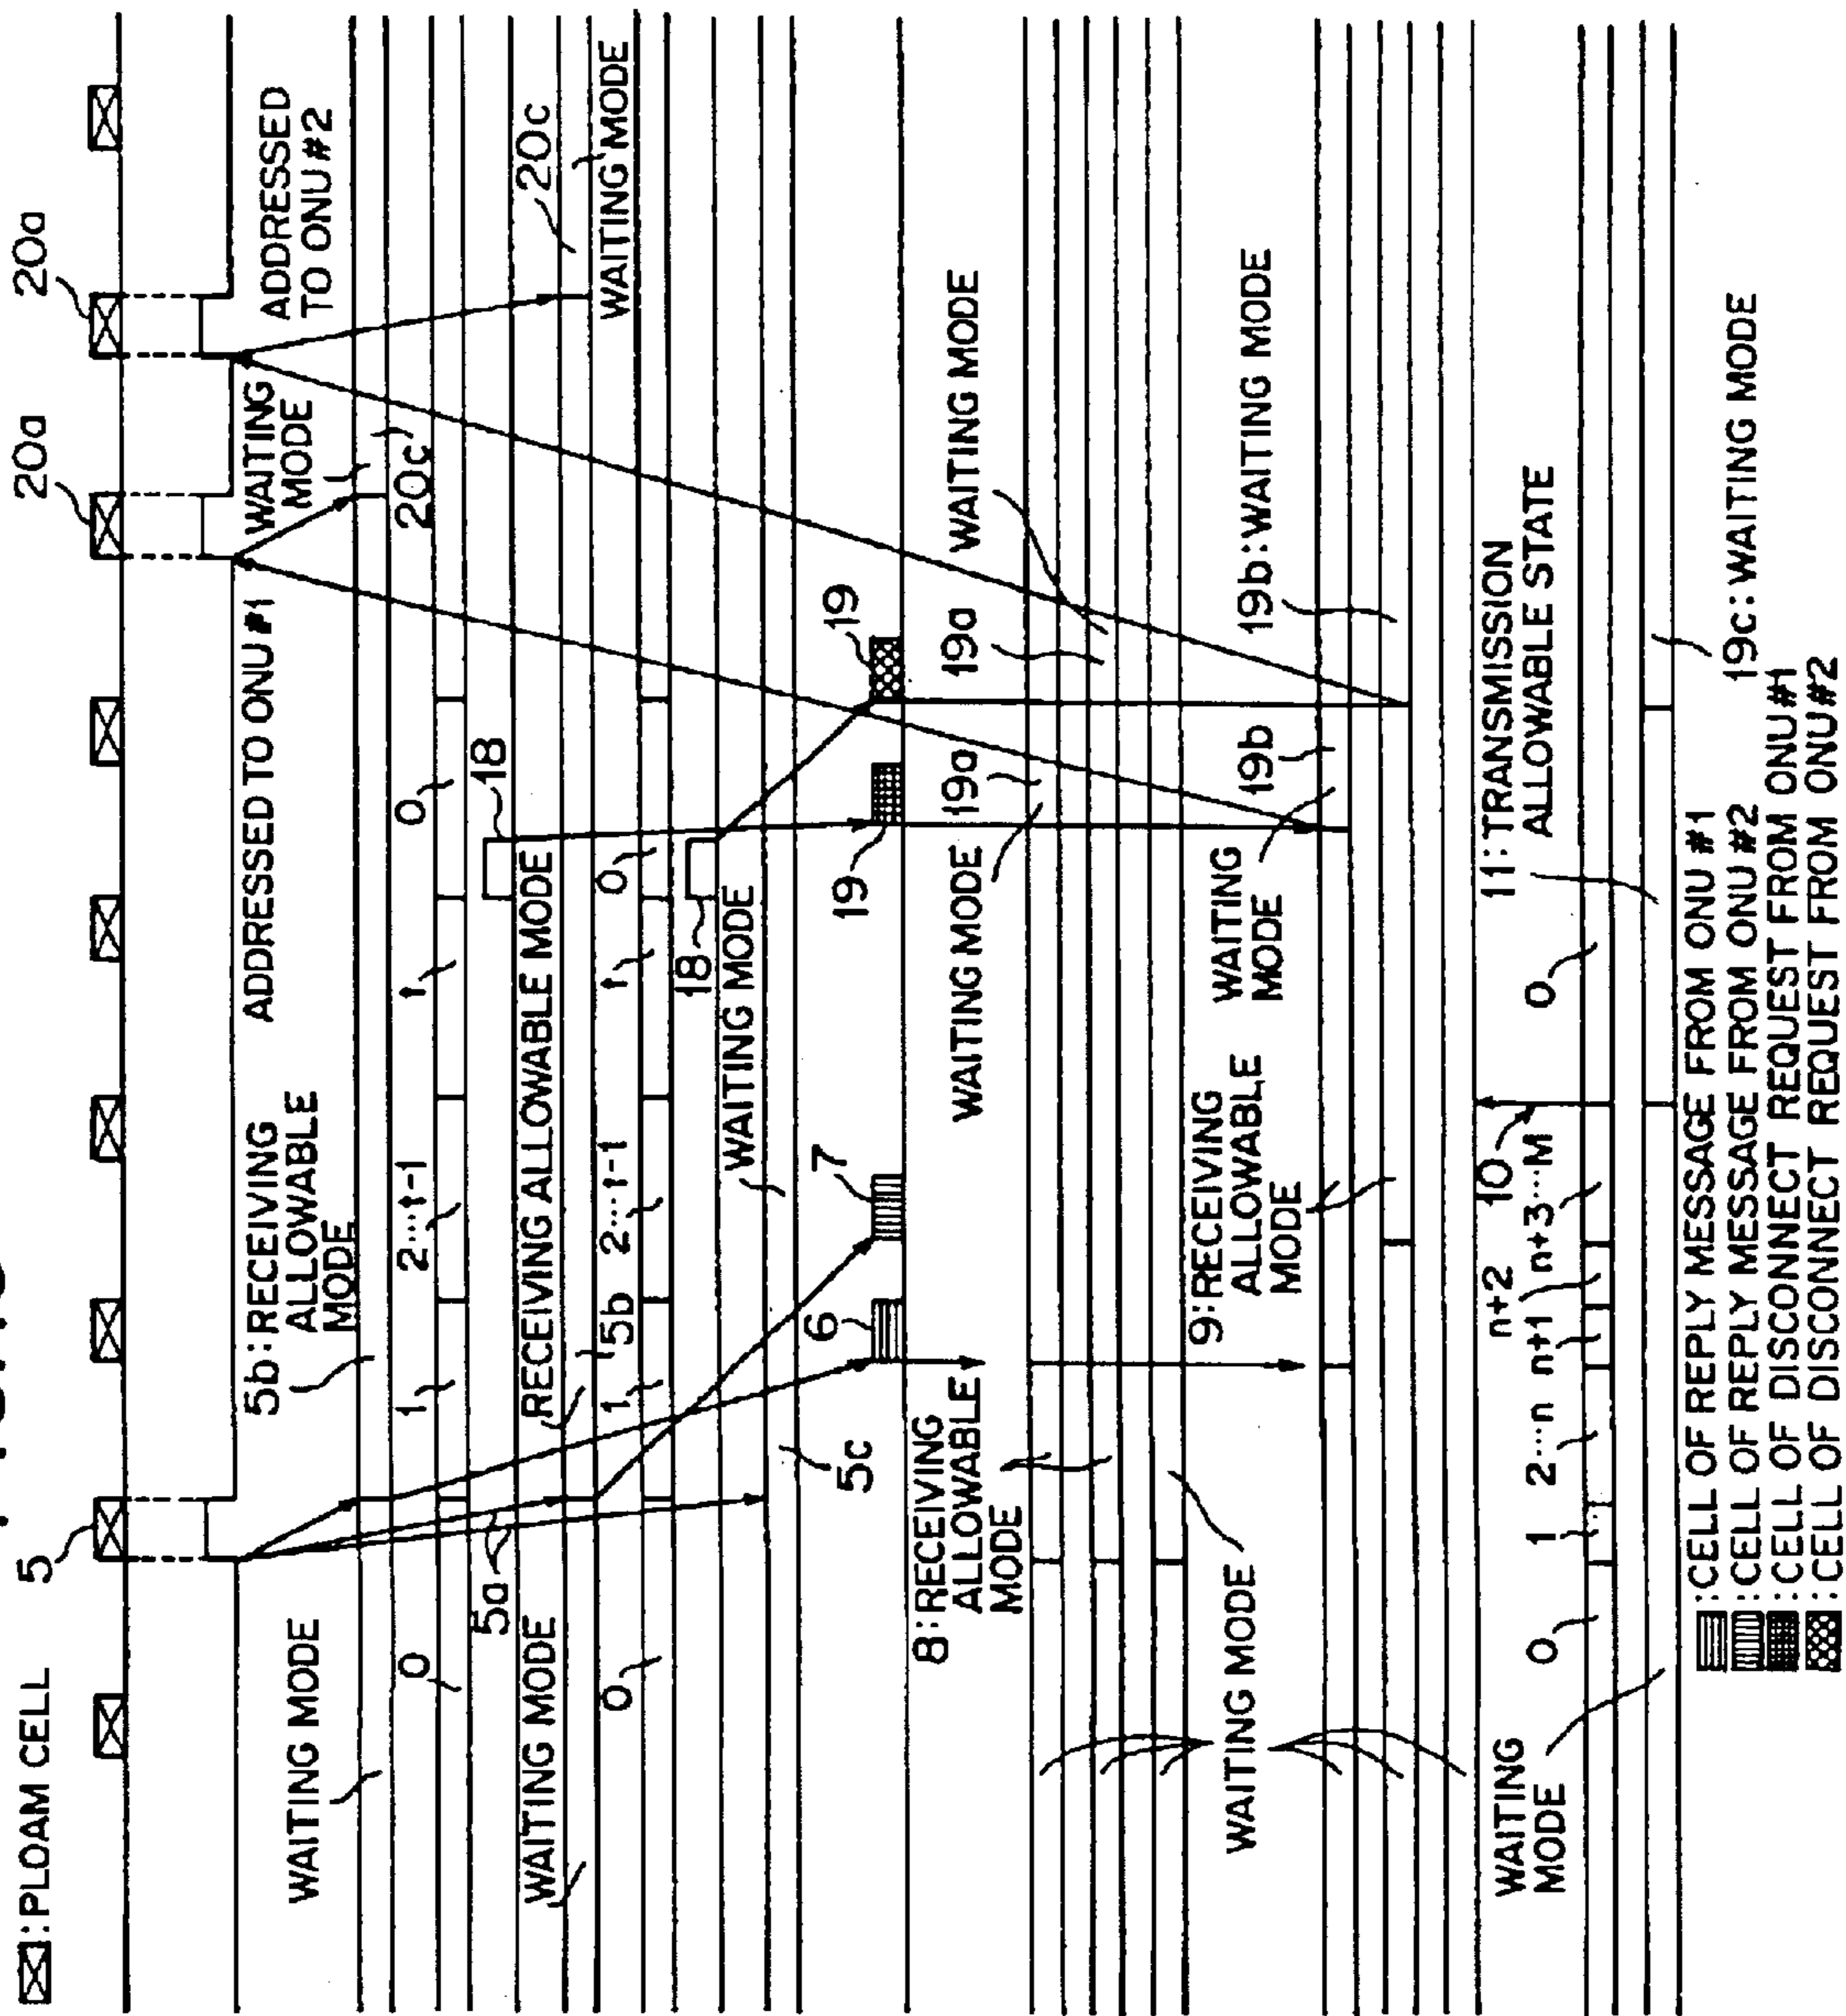 :PLOAM CELL
5
20a
20a
WAITING MODE
5b:RECEIVING
ALLOWABLE
MODE
ADDRESSED TO ONU #1
WAITING
MODE
20c
ADDRESSED
TO ONU #2
0
1
2...t-1
t
0
5a
18
WAITING MODE
RECEIVING ALLOWABLE MODE
20c
WAITING MODE
0
1
5b
2...t-1
t
0
18
WAITING MODE
5c
6
7
19
19
8:RECEIVING
ALLOWABLE
MODE
WAITING MODE
19a
19a
WAITING MODE
WAITING MODE
9:RECEIVING
ALLOWABLE
MODE
WAITING
MODE
19b
19b:WAITING MODE
WAITING
MODE
0
1
2...n
n+1
n+2
n+3...M
10
0
11:TRANSMISSION
ALLOWABLE STATE
19c:WAITING MODE
:CELL OF REPLY MESSAGE FROM ONU #1
:CELL OF REPLY MESSAGE FROM ONU #2
:CELL OF DISCONNECT REQUEST FROM ONU#1
:CELL OF DISCONNECT REQUEST FROM ONU#2